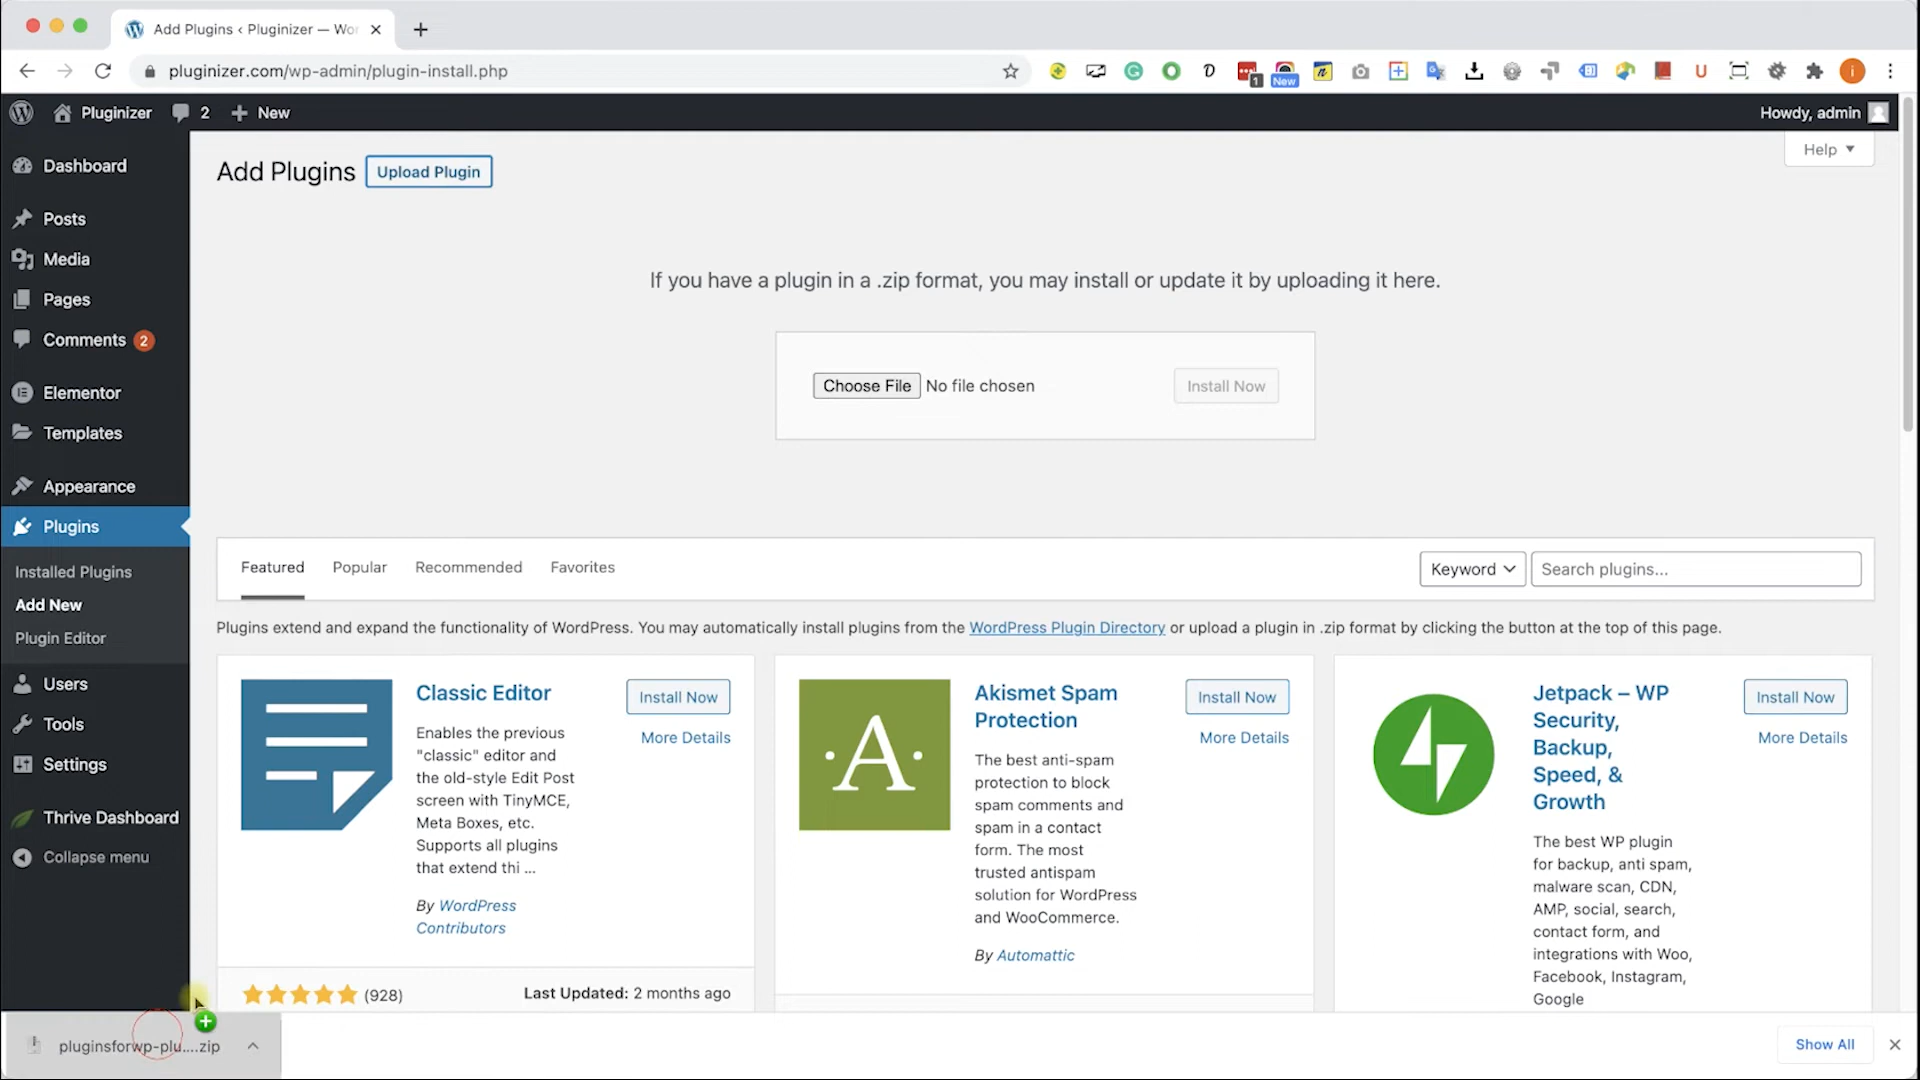 Add Plugins ‹ Pluginizer — Wor
pluginizer.com/wp-admin/plugin-install.php
1
New
Pluginizer
2
New
Howdy, admin
Dashboard
Posts
Media
Pages
Comments 2
Elementor
Templates
Appearance
Plugins
Installed Plugins
Add New
Plugin Editor
Users
Tools
Settings
Thrive Dashboard
Collapse menu
Add Plugins
Upload Plugin
Help
If you have a plugin in a .zip format, you may install or update it by uploading it here.
Choose File No file chosen
Install Now
Featured
Popular
Recommended
Favorites
Keyword
Search plugins...
Plugins extend and expand the functionality of WordPress. You may automatically install plugins from the WordPress Plugin Directory or upload a plugin in .zip format by clicking the button at the top of this page.
Classic Editor
Install Now
More Details
Enables the previous
"classic" editor and
the old-style Edit Post
screen with TinyMCE,
Meta Boxes, etc.
Supports all plugins
that extend thi ...
By WordPress
Contributors
(928)
Last Updated: 2 months ago
A
Akismet Spam
Protection
Install Now
More Details
The best anti-spam
protection to block
spam comments and
spam in a contact
form. The most
trusted antispam
solution for WordPress
and WooCommerce.
By Automattic
Jetpack – WP
Security,
Backup,
Speed, &
Growth
Install Now
More Details
The best WP plugin
for backup, anti spam,
malware scan, CDN,
AMP, social, search,
contact form, and
integrations with Woo,
Facebook, Instagram,
Google
pluginsforwp-plu....zip
Show All